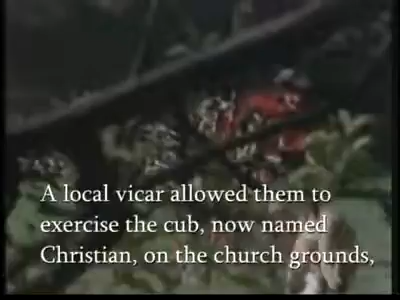 A local vicar allowed them to
exercise the cub, now named
Christian, on the church grounds,